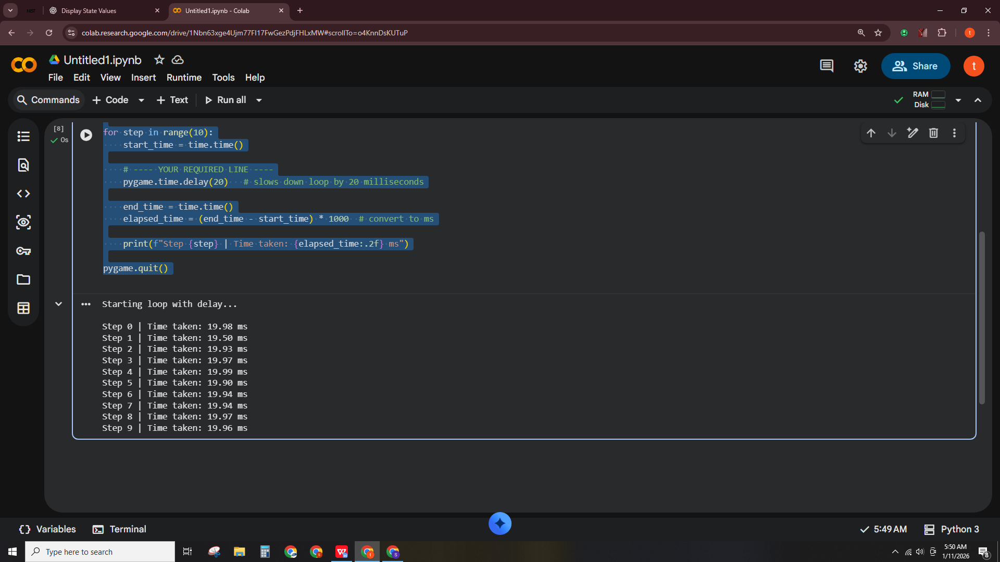 NIST
Display State Values
Untitled1.ipynb - Colab
colab.research.google.com/drive/1Nbn63xge4Ujm77FI17FwGezPdjFHLxMW#scrollTo=o4KnnDsKUTuP
t
Untitled1.ipynb
File Edit View Insert Runtime Tools Help
Share
t
Commands
+ Code
+ Text
Run all
RAM
Disk
[8]
0s
for step in range(10):
start_time = time.time()
# ---- YOUR REQUIRED LINE ----
pygame.time.delay(20)   # slows down loop by 20 milliseconds
end_time = time.time()
elapsed_time = (end_time - start_time) * 1000  # convert to ms
print(f"Step {step} | Time taken: {elapsed_time:.2f} ms")
pygame.quit()
Starting loop with delay...
Step 0 | Time taken: 19.98 ms
Step 1 | Time taken: 19.50 ms
Step 2 | Time taken: 19.93 ms
Step 3 | Time taken: 19.97 ms
Step 4 | Time taken: 19.99 ms
Step 5 | Time taken: 19.90 ms
Step 6 | Time taken: 19.94 ms
Step 7 | Time taken: 19.94 ms
Step 8 | Time taken: 19.97 ms
Step 9 | Time taken: 19.96 ms
{} Variables
Terminal
5:49 AM
Python 3
Type here to search
5:50 AM
1/11/2026
8